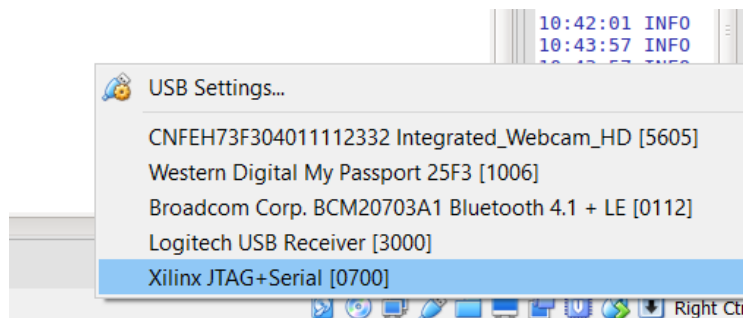 10:42:01 INFO
10:43:57 INFO
USB Settings...
CNFEH73F304011112332 Integrated_Webcam_HD [5605]
Western Digital My Passport 25F3 [1006]
Broadcom Corp. BCM20703A1 Bluetooth 4.1 + LE [0112]
Logitech USB Receiver [3000]
Xilinx JTAG+Serial [0700]
Right Ctr